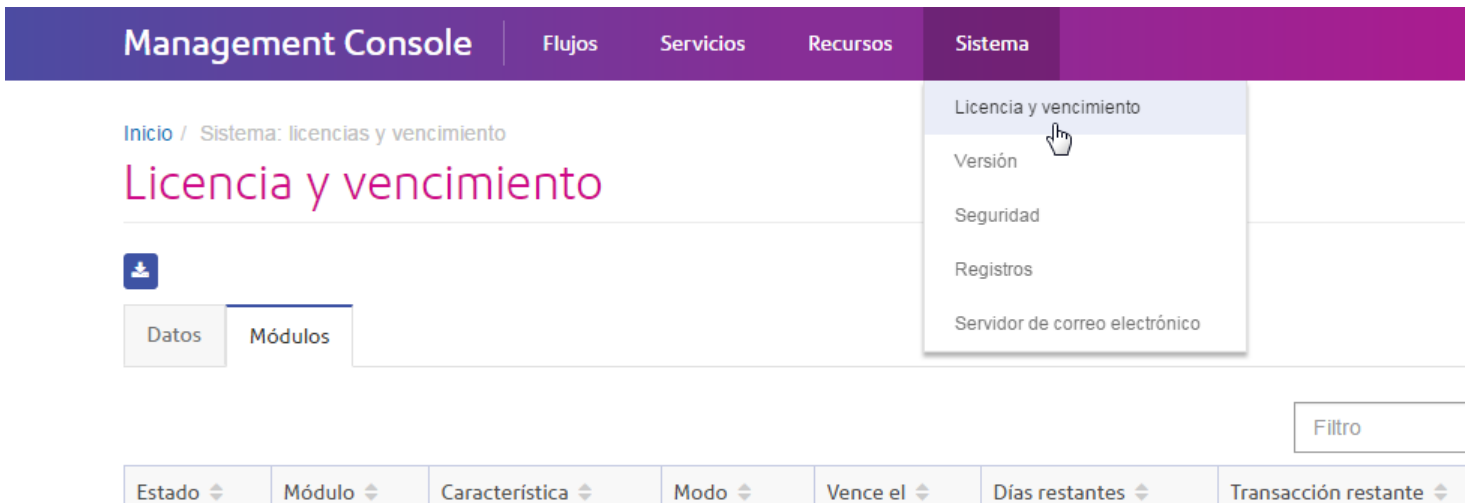 Management Console Flujos Servicios Recursos Sistema
Licencia y vencimiento
Versión
Seguridad
Registros
Servidor de correo electrónico
Inicio / Sistema: licencias y vencimiento
Licencia y vencimiento
Datos Módulos
Filtro
Estado Módulo Característica Modo Vence el Días restantes Transacción restante